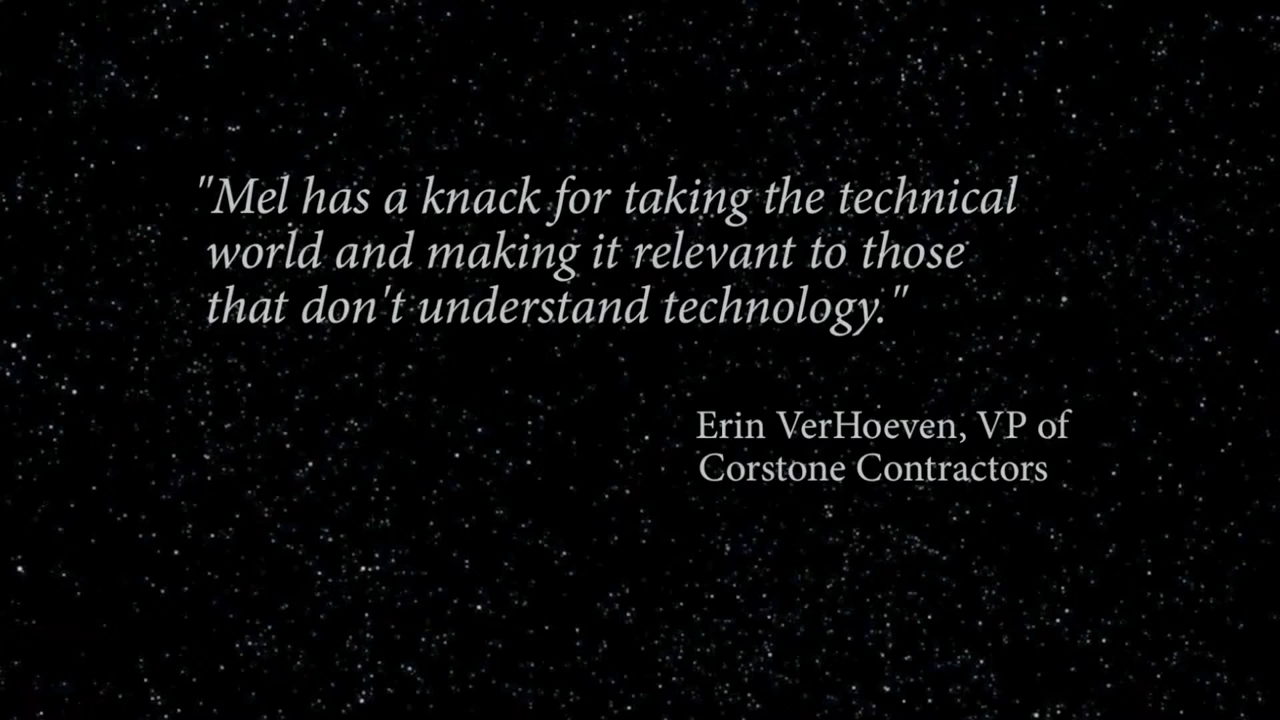 "Mel has a knack for taking the technical
world and making it relevant to those
that don't understand technology."
Erin VerHoeven, VP of
Corstone Contractors